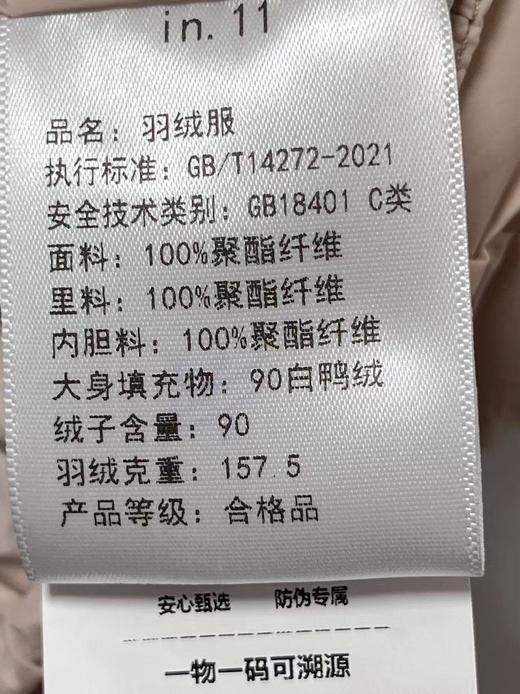 in.11
品名：羽绒服
执行标准：GB/T14272-2021
安全技术类别：GB18401 C类
面料：100%聚酯纤维
里料：100%聚酯纤维
内胆料：100%聚酯纤维
大身填充物：90白鸭绒
绒子含量：90
羽绒克重：157.5
产品等级：合格品
安心甄选 防伪专属
一物一码可溯源